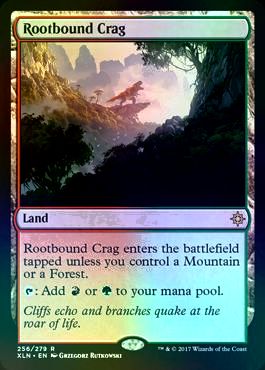 Rootbound Crag
Land
Rootbound Crag enters the battlefield
tapped unless you control a Mountain
or a Forest.
: Add or to your mana pool.
Cliffs echo and branches quake at the
roar of life.
256/279 R
XLN • EN GRZEGORZ RUTKOWSKI
™ & © 2017 Wizards of the Coast